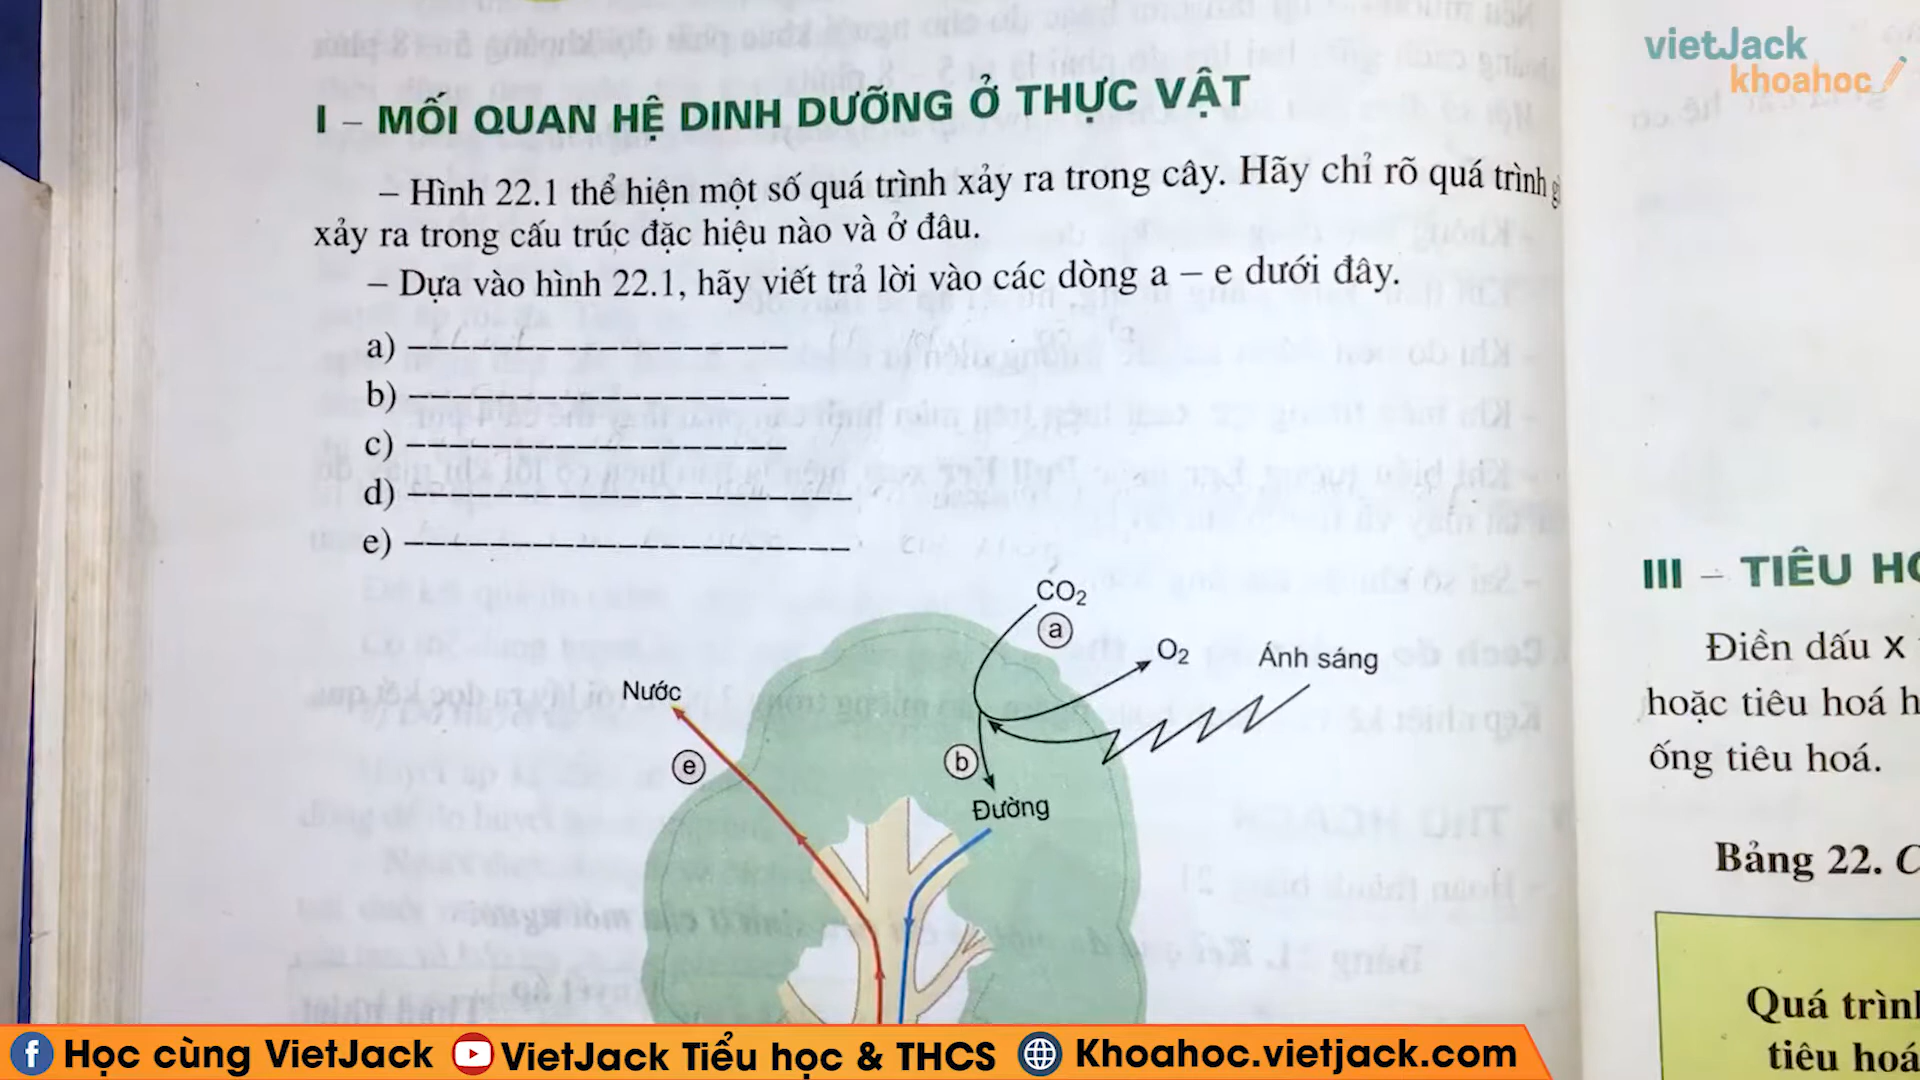 vietJack
khoahoc
I – MỐI QUAN HỆ DINH DƯỠNG Ở THỰC VẬT
– Hình 22.1 thể hiện một số quá trình xảy ra trong cây. Hãy chỉ rõ quá trình
xảy ra trong cấu trúc đặc hiệu nào và ở đâu.
– Dựa vào hình 22.1, hãy viết trả lời vào các dòng a – e dưới đây.
a)
b)
c)
d)
e)
CO2
a
O2
Ánh sáng
Nước
e
b
Đường
III – TIÊU
Điền dấu x
hoặc tiêu hoá
ống tiêu hoá.
Bảng 22.
Quá trình
tiêu hoá
Học cùng VietJack
VietJack Tiểu học & THCS
Khoahoc.vietjack.com